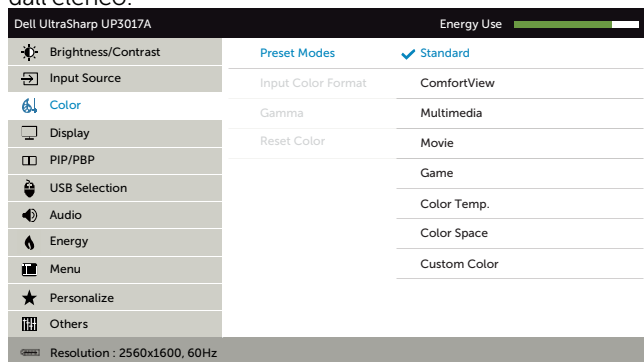 dall'elenco.
Dell UltraSharp UP3017A Energy Use
Brightness/Contrast Preset Modes Standard
Input Source Input Color Format ComfortView
Color Gamma Multimedia
Display Reset Color Movie
PIP/PBP Game
USB Selection Color Temp.
Audio Color Space
Energy Custom Color
Menu
Personalize
Others
Resolution : 2560x1600, 60Hz